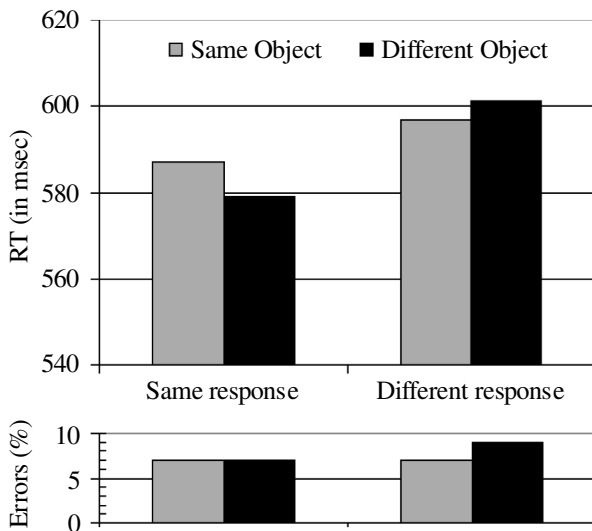 620
Same Object Different Object
600
580
560
540
RT (in msec)
Same response Different response
10
5
0
Errors (%)